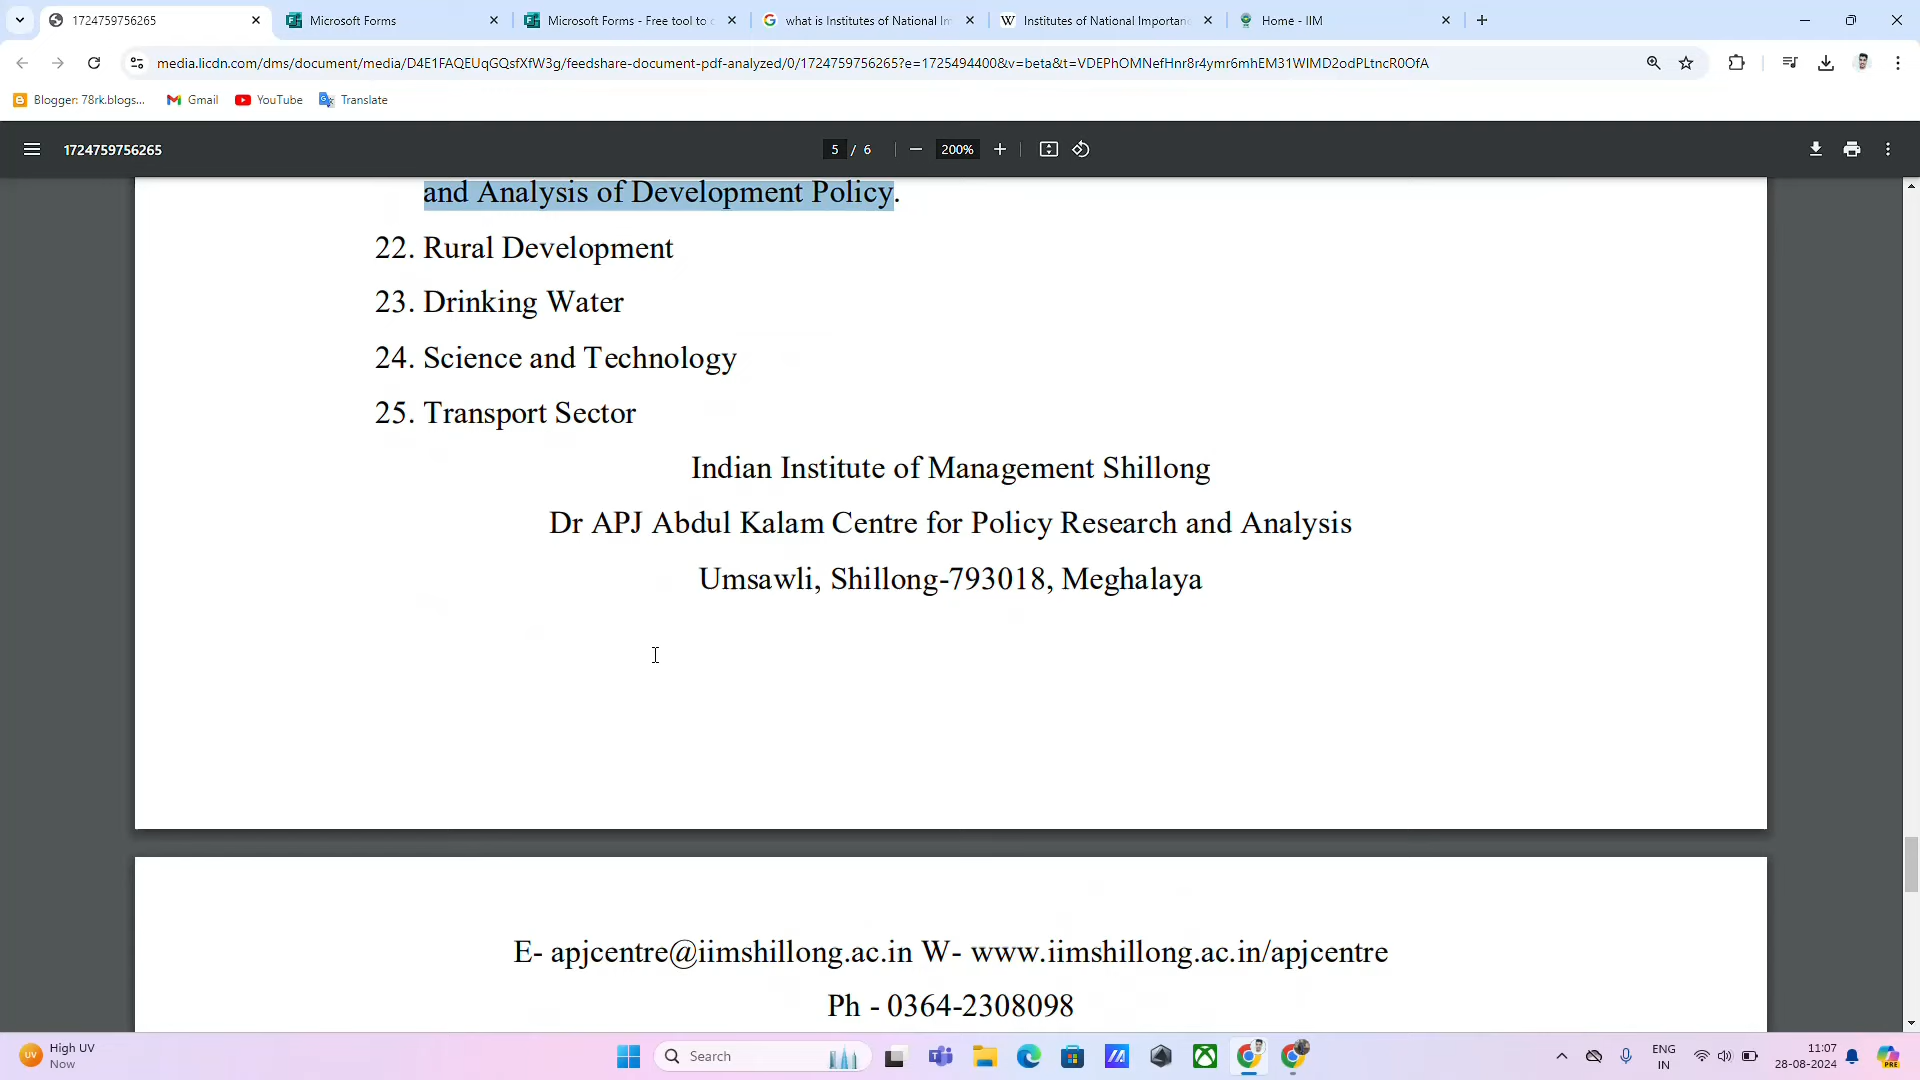 1724759756265
Microsoft Forms
Microsoft Forms - Free tool to c
what is Institutes of National Im
Institutes of National Importanc
Home - IIM
media.licdn.com/dms/document/media/D4E1FAQEUqGQsfXfW3g/feedshare-document-pdf-analyzed/0/1724759756265?e=1725494400&v=beta&t=VDEPhOMNefHnr8r4ymr6mhEM31WIMD2odPLtncR0OfA
Blogger: 78rk.blogs...
Gmail
YouTube
Translate
1724759756265
5 / 6
200%
and Analysis of Development Policy.
22. Rural Development
23. Drinking Water
24. Science and Technology
25. Transport Sector
Indian Institute of Management Shillong
Dr APJ Abdul Kalam Centre for Policy Research and Analysis
Umsawli, Shillong-793018, Meghalaya
E- apjcentre@iimshillong.ac.in W- www.iimshillong.ac.in/apjcentre
Ph - 0364-2308098
UV
High UV
Now
Search
ENG
IN
11:07
28-08-2024
PRE